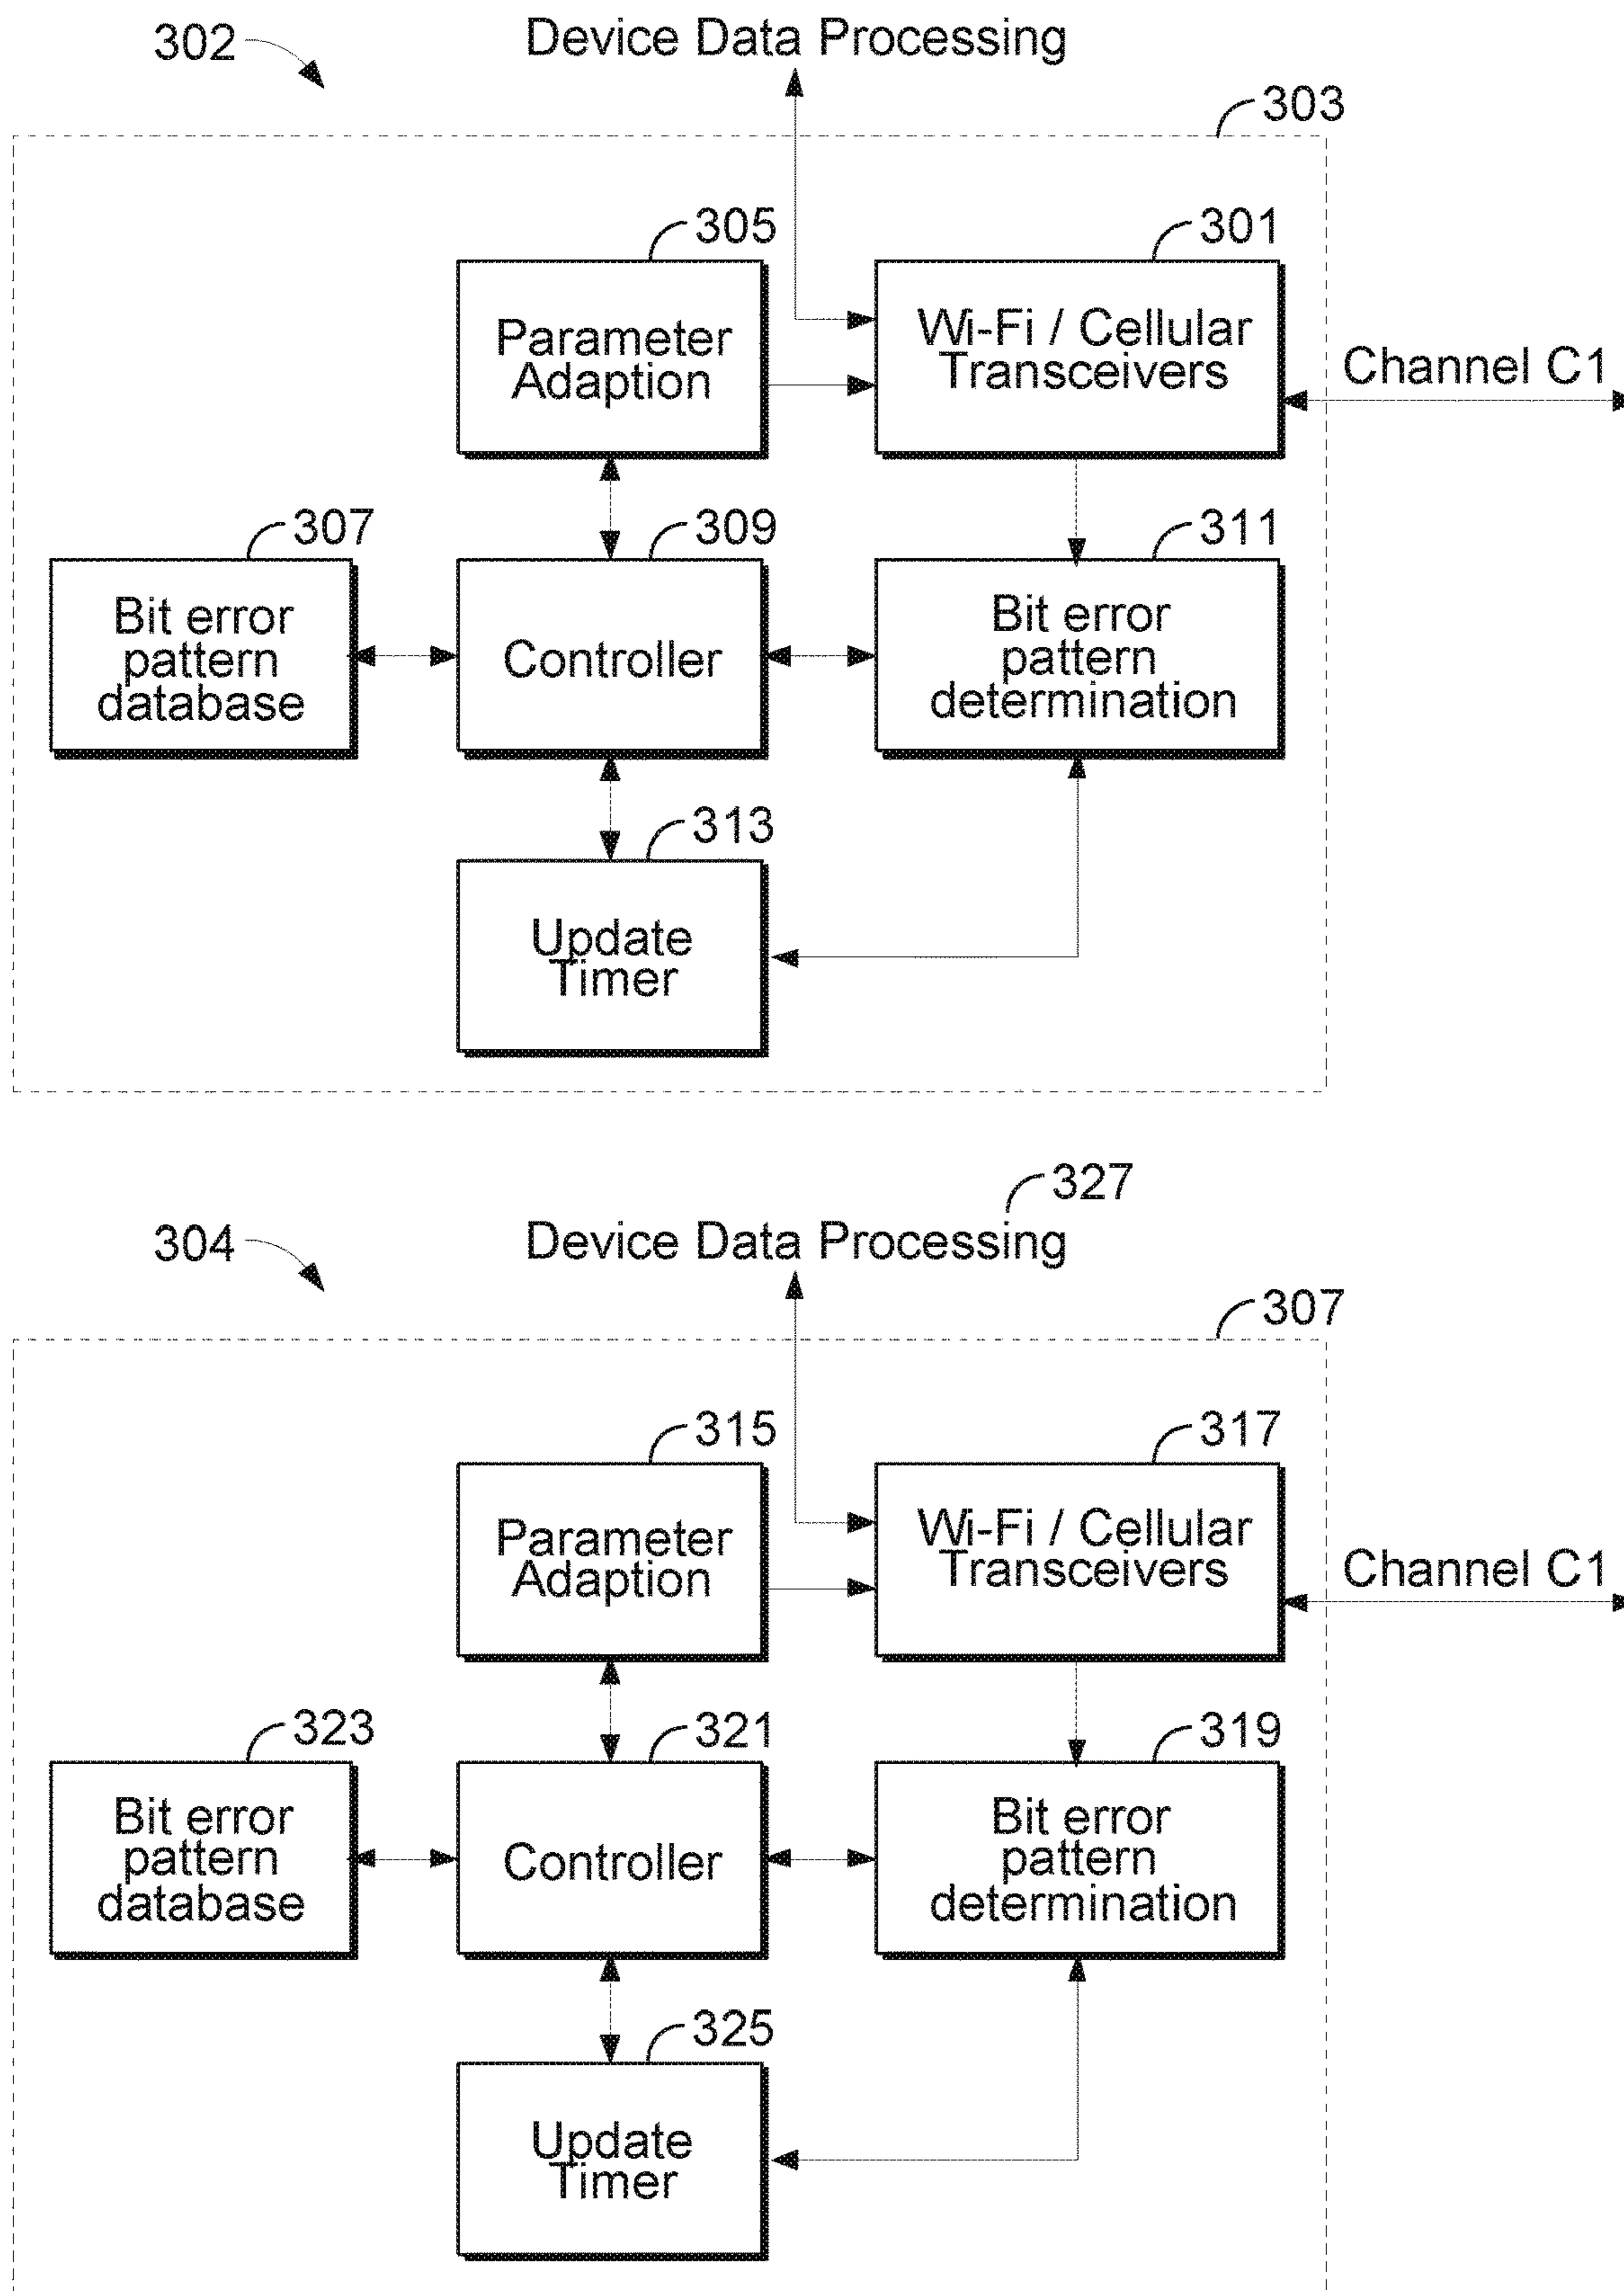 302
Device Data Processing
303
305
301
Parameter
Adaption
Wi-Fi / Cellular
Transceivers
Channel C1
307
309
311
Bit error
pattern
database
Controller
Bit error
pattern
determination
313
Update
Timer
327
304
Device Data Processing
307
315
317
Parameter
Adaption
Wi-Fi / Cellular
Transceivers
Channel C1
323
321
319
Bit error
pattern
database
Controller
Bit error
pattern
determination
325
Update
Timer